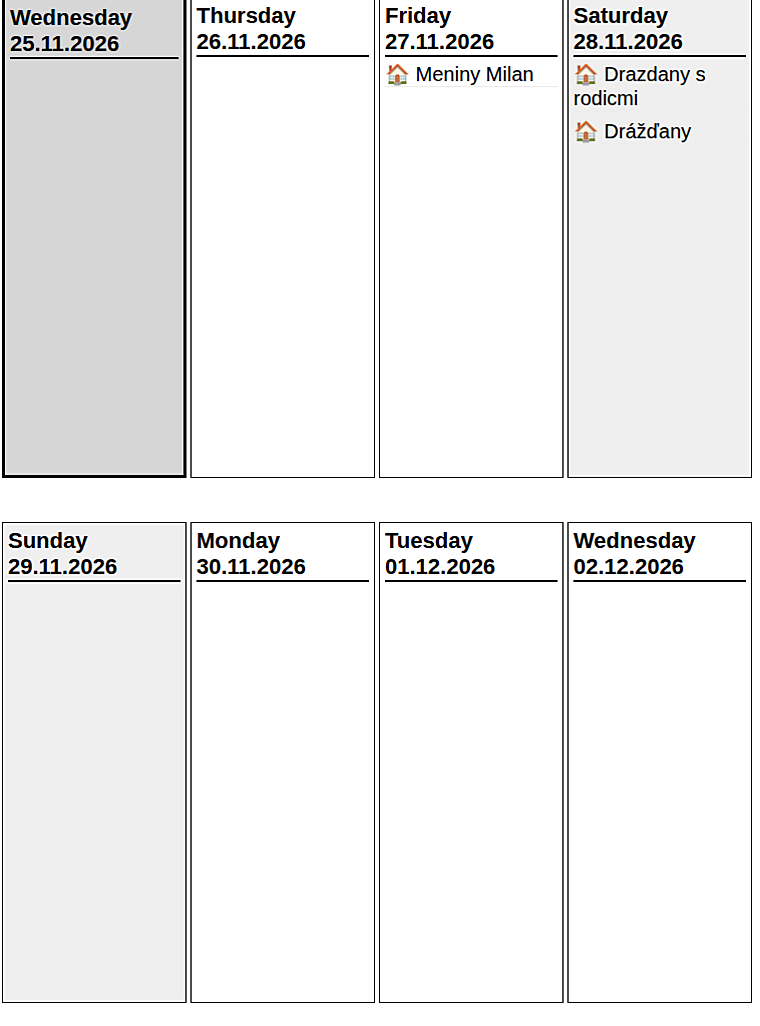 Wednesday
25.11.2026
Thursday
26.11.2026
Friday
27.11.2026
🏠 Meniny Milan
Saturday
28.11.2026
🏠 Drazdany s
rodicmi
🏠 Drážďany
Sunday
29.11.2026
Monday
30.11.2026
Tuesday
01.12.2026
Wednesday
02.12.2026